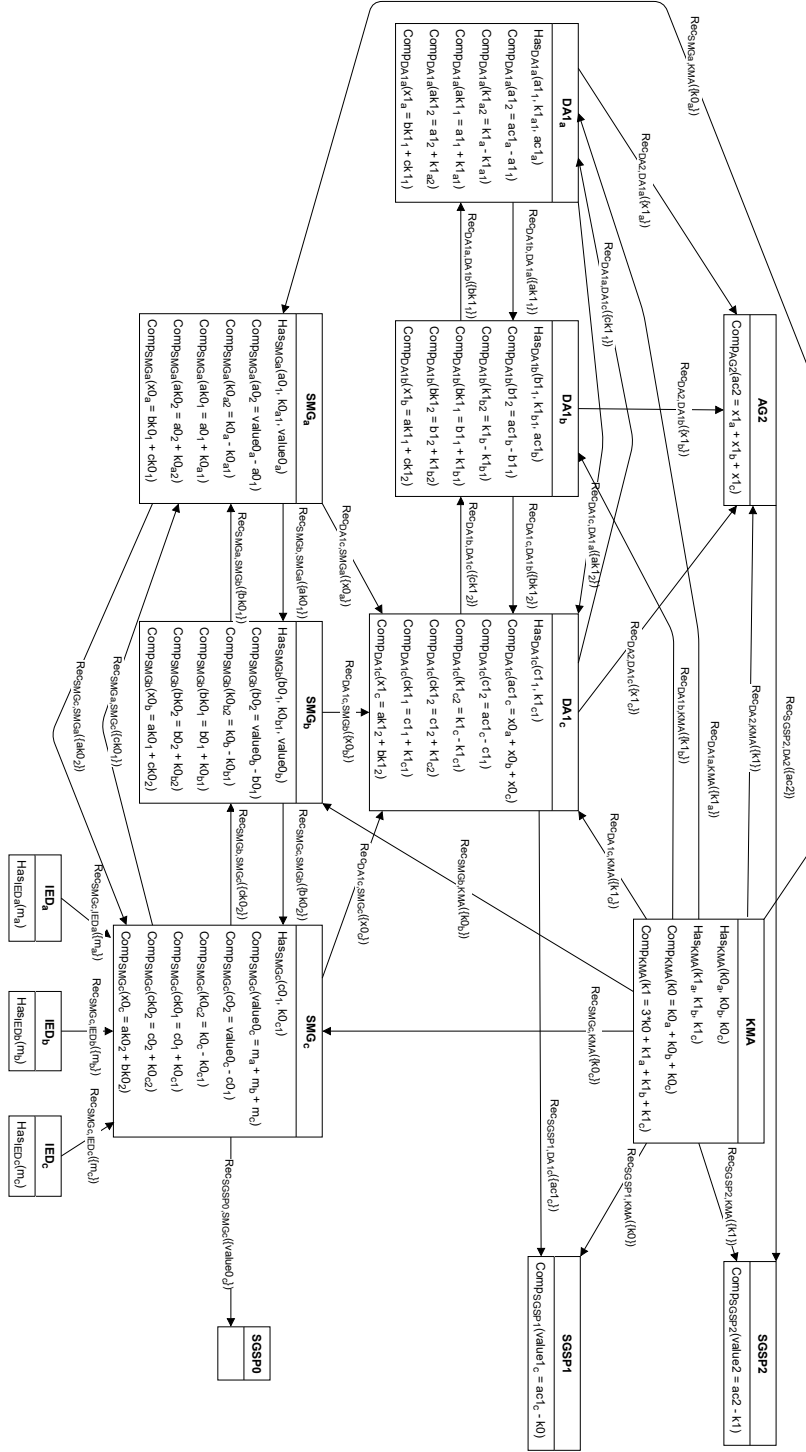 RecSMGa,KMA({k0a})
RecSGSP2,DA2({ac2})
AG2
CompAG2(ac2 = x1a + x1b + x1c)
RecDA2,KMA({k1})
KMA
HasKMA(k0a, k0b, k0c)
HasKMA(k1a, k1b, k1c)
CompKMA(k0 = k0a + k0b + k0c)
CompKMA(k1 = 3*k0 + k1a + k1b + k1c)
RecSGSP2,KMA({k1})
SGSP2
CompSGSP2(value2 = ac2 - k1)
RecDA2,DA1a({x1a})
RecDA2,DA1b({x1b})
RecDA2,DA1c({x1c})
RecDA1a,KMA({k1a})
RecDA1b,KMA({k1b})
RecSGSP1,KMA({k0})
DA1a
HasDA1a(a11, k1a1, ac1a)
CompDA1a(a12 = ac1a - a11)
CompDA1a(k1a2 = k1a - k1a1)
CompDA1a(ak11 = a11 + k1a1)
CompDA1a(ak12 = a12 + k1a2)
CompDA1a(x1a = bk11 + ck11)
RecDA1a,DA1c({ck11})
RecDA1b,DA1a({ak11})
RecDA1a,DA1b({bk11})
DA1b
HasDA1b(b11, k1b1, ac1b)
CompDA1b(b12 = ac1b - b11)
CompDA1b(k1b2 = k1b - k1b1)
CompDA1b(bk11 = b11 + k1b1)
CompDA1b(bk12 = b12 + k1b2)
CompDA1b(x1b = ak11 + ck12)
RecDA1c,DA1a({ak12})
RecDA1c,DA1b({bk12})
RecDA1b,DA1c({ck12})
DA1c
HasDA1c(c11, k1c1)
CompDA1c(ac1c = x0a + x0b + x0c)
CompDA1c(c12 = ac1c - c11)
CompDA1c(k1c2 = k1c - k1c1)
CompDA1c(ck12 = c12 + k1c2)
CompDA1c(ck11 = c11 + k1c1)
CompDA1c(x1c = ak12 + bk12)
RecDA1c,KMA({k1c})
RecSMGc,KMA({k0c})
RecSGSP1,DA1c({ac1c})
SGSP1
CompSGSP1(value1c = ac1c - k0)
RecSMGb,KMA({k0b})
RecDA1c,SMGa({x0a})
RecDA1c,SMGb({x0b})
RecDA1c,SMGc({x0c})
SMGa
HasSMGa(a01, k0a1, value0a)
CompSMGa(a02 = value0a - a01)
CompSMGa(k0a2 = k0a - k0a1)
CompSMGa(ak01 = a01 + k0a1)
CompSMGa(ak02 = a02 + k0a2)
CompSMGa(x0a = bk01 + ck01)
RecSMGb,SMGa({ak01})
RecSMGa,SMGb({bk01})
SMGb
HasSMGb(b01, k0b1, value0b)
CompSMGb(b02 = value0b - b01)
CompSMGb(k0b2 = k0b - k0b1)
CompSMGb(bk01 = b01 + k0b1)
CompSMGb(bk02 = b02 + k0b2)
CompSMGb(x0b = ak01 + ck02)
RecSMGc,SMGb({bk02})
RecSMGb,SMGc({ck02})
SMGc
HasSMGc(c01, k0c1)
CompSMGc(value0c = ma + mb + mc)
CompSMGc(c02 = value0c - c01)
CompSMGc(k0c2 = k0c - k0c1)
CompSMGc(ck01 = c01 + k0c1)
CompSMGc(ck02 = c02 + k0c2)
CompSMGc(x0c = ak02 + bk02)
RecSGSP0,SMGc({value0c})
SGSP0
RecSMGa,SMGc({ck01})
RecSMGc,SMGa({ak02})
RecSMGc,IEDa({ma})
RecSMGc,IEDb({mb})
RecSMGc,IEDc({mc})
IEDa
HasIEDa(ma)
IEDb
HasIEDb(mb)
IEDc
HasIEDc(mc)